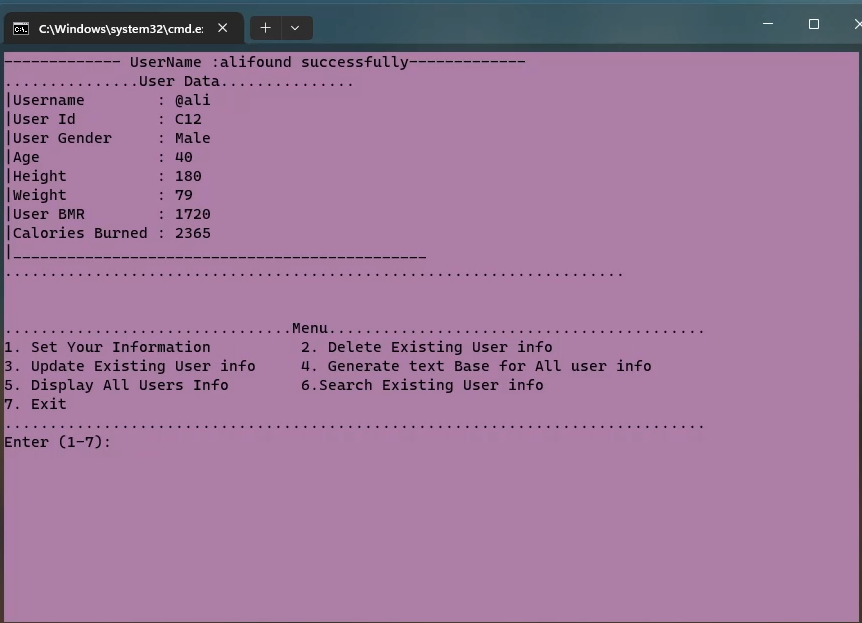 C:\Windows\system32\cmd.e:
------------- UserName :alifound successfully-------------
...............User Data...............
|Username        : @ali
|User Id         : C12
|User Gender     : Male
|Age             : 40
|Height          : 180
|Weight          : 79
|User BMR        : 1720
|Calories Burned : 2365
|______________________________________________
.....................................................................
................................Menu..........................................
1. Set Your Information          2. Delete Existing User info
3. Update Existing User info     4. Generate text Base for All user info
5. Display All Users Info        6.Search Existing User info
7. Exit
..............................................................................
Enter (1-7):